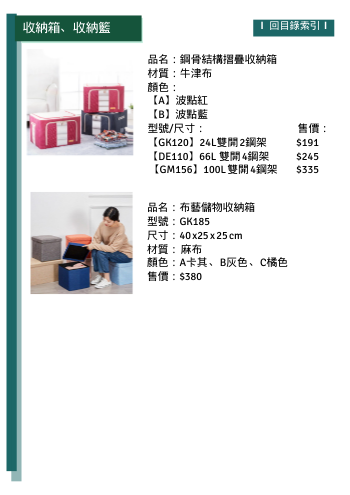 收納箱、收納籃
I 回目錄索引 I
品名：鋼骨結構摺疊收納箱
材質：牛津布
顏色：
【A】波點紅
【B】波點藍
型號/尺寸： 售價：
【GK120】24L雙開2鋼架 $191
【DE110】66L 雙開4鋼架 $245
【GM156】100L雙開4鋼架 $335
品名：布藝儲物收納箱
型號：GK185
尺寸：40x25x25cm
材質： 麻布
顏色：A卡其、B灰色、C橘色
售價：$380